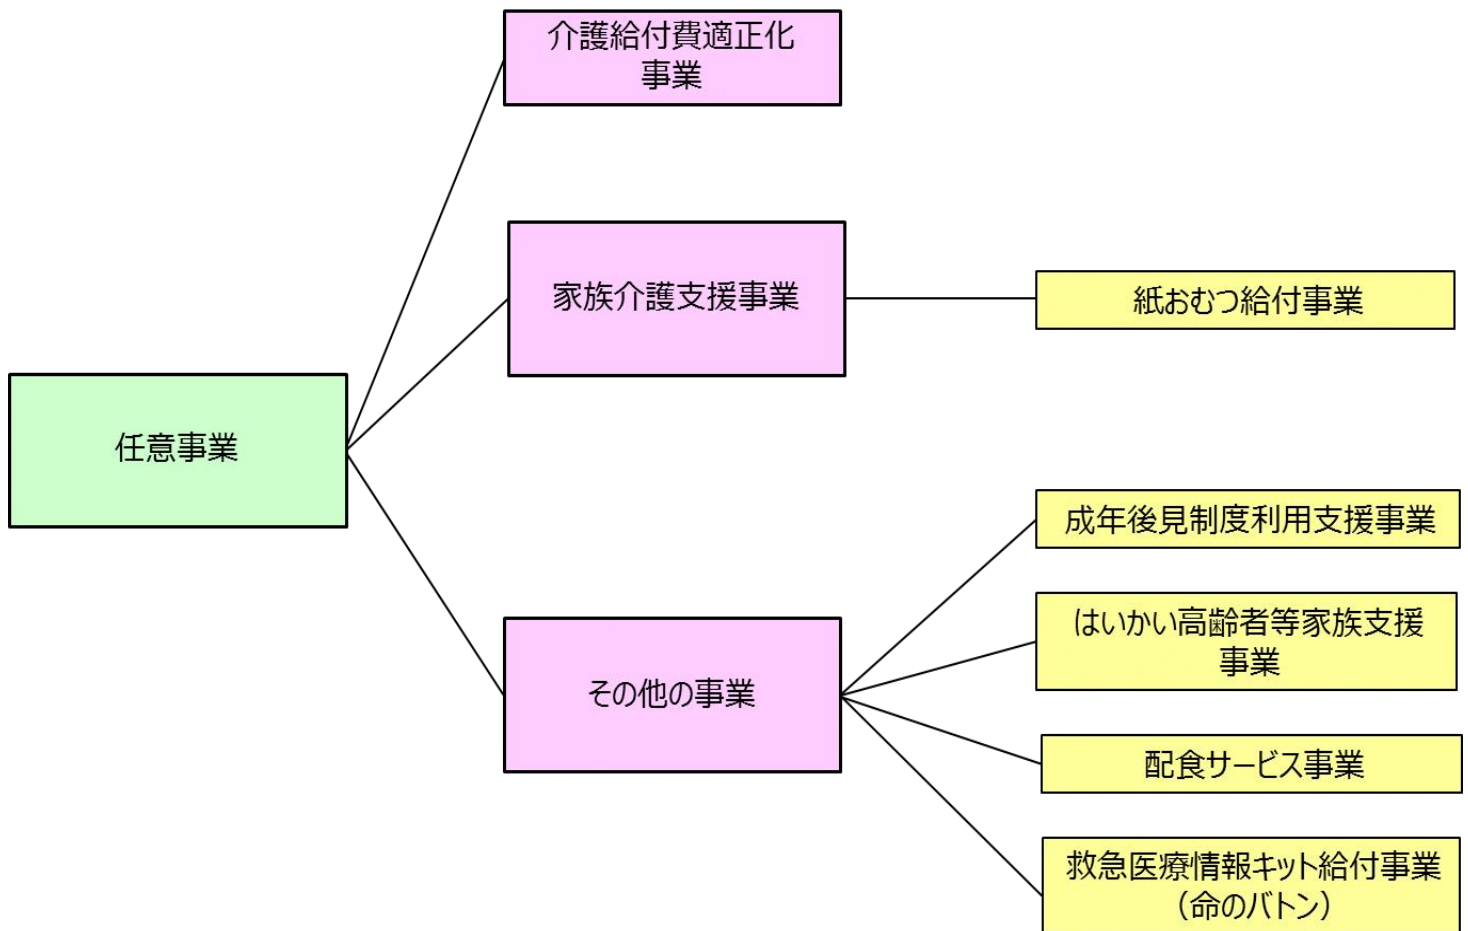 介護給付費適正化
事業
家族介護支援事業
紙おむつ給付事業
任意事業
成年後見制度利用支援事業
はいかい高齢者等家族支援
事業
その他の事業
配食サービス事業
救急医療情報キット給付事業
（命のバトン）